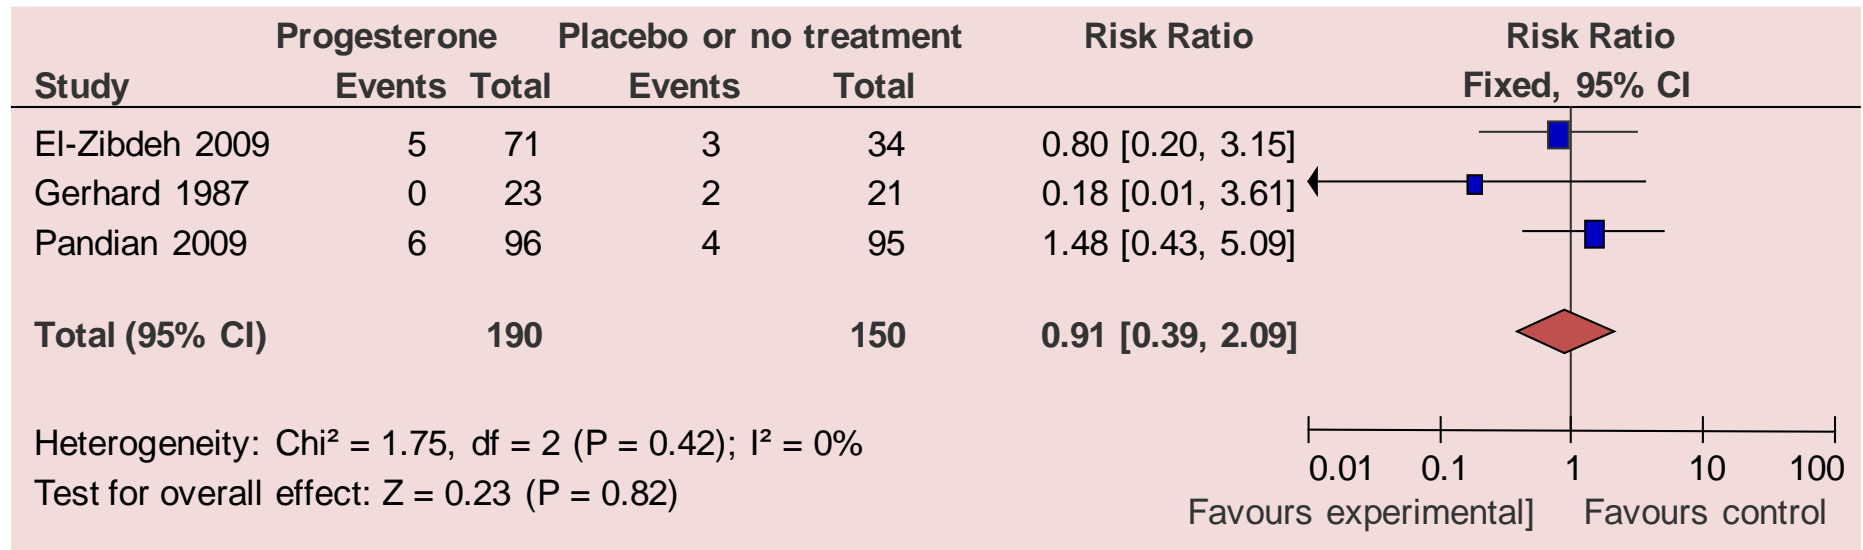 Progesterone Placebo or no treatment Risk Ratio Risk Ratio
Study Events Total Events Total Fixed, 95% CI
El-Zibdeh 2009 5 71 3 34 0.80 [0.20, 3.15]
Gerhard 1987 0 23 2 21 0.18 [0.01, 3.61]
Pandian 2009 6 96 4 95 1.48 [0.43, 5.09]
Total (95% CI) 190 150 0.91 [0.39, 2.09]
Heterogeneity: Chi² = 1.75, df = 2 (P = 0.42); I² = 0%
0.01 0.1 1 10 100
Test for overall effect: Z = 0.23 (P = 0.82)
Favours experimental] Favours control